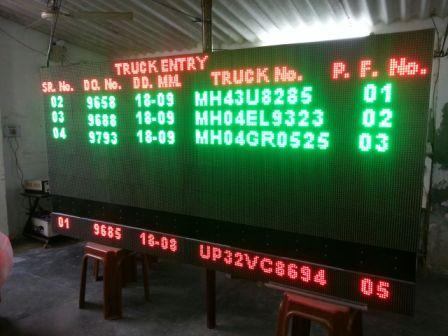 TRUCK ENTRY
SR. No. DO. No. DD. MM. TRUCK No. P. F. No.
02 9658 18-09 MH43U8285 01
03 9688 18-09 MH04EL9323 02
04 9793 18-09 MH04GR0525 03
01 9685 18-08 UP32VC8694 05